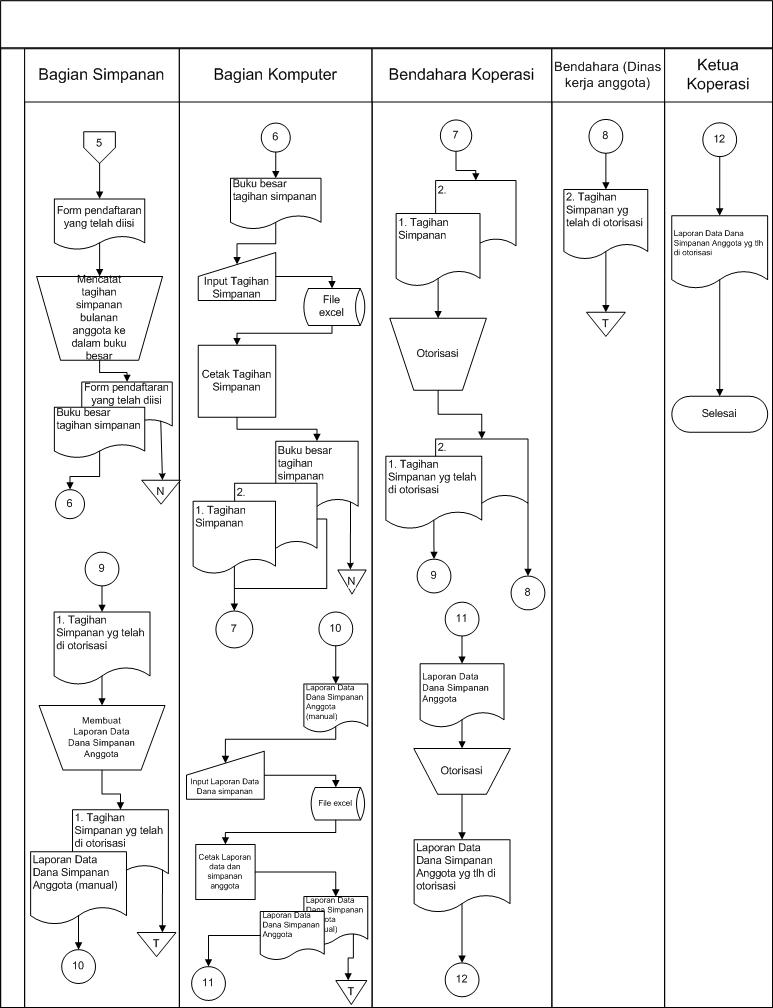 Bagian Simpanan
Bagian Komputer
Bendahara Koperasi
Bendahara (Dinas
kerja anggota)
Ketua
Koperasi
5
Form pendaftaran
yang telah diisi
Mencatat
tagihan
simpanan
bulanan
anggota ke
dalam buku
besar
Form pendaftaran
yang telah diisi
Buku besar
tagihan simpanan
N
6
9
1. Tagihan
Simpanan yg telah
di otorisasi
Membuat
Laporan Data
Dana Simpanan
Anggota
1. Tagihan
Simpanan yg telah
di otorisasi
Laporan Data
Dana Simpanan
Anggota (manual)
T
10
6
Buku besar
tagihan simpanan
Input Tagihan
Simpanan
File
excel
Cetak Tagihan
Simpanan
Buku besar
tagihan
simpanan
2.
1. Tagihan
Simpanan
N
7
10
Laporan Data
Dana Simpanan
Anggota
(manual)
Input Laporan Data
Dana simpanan
File excel
Cetak Laporan
data dan
simpanan
anggota
Laporan Data
Dana Simpanan
Laporan Data
Dana Simpanan
Anggota
11
T
7
2.
1. Tagihan
Simpanan
Otorisasi
2.
1. Tagihan
Simpanan yg telah
di otorisasi
9
8
11
Laporan Data
Dana Simpanan
Anggota
Otorisasi
Laporan Data
Dana Simpanan
Anggota yg tlh di
otorisasi
12
8
2. Tagihan
Simpanan yg
telah di otorisasi
T
12
Laporan Data Dana
Simpanan Anggota yg tlh
di otorisasi
Selesai